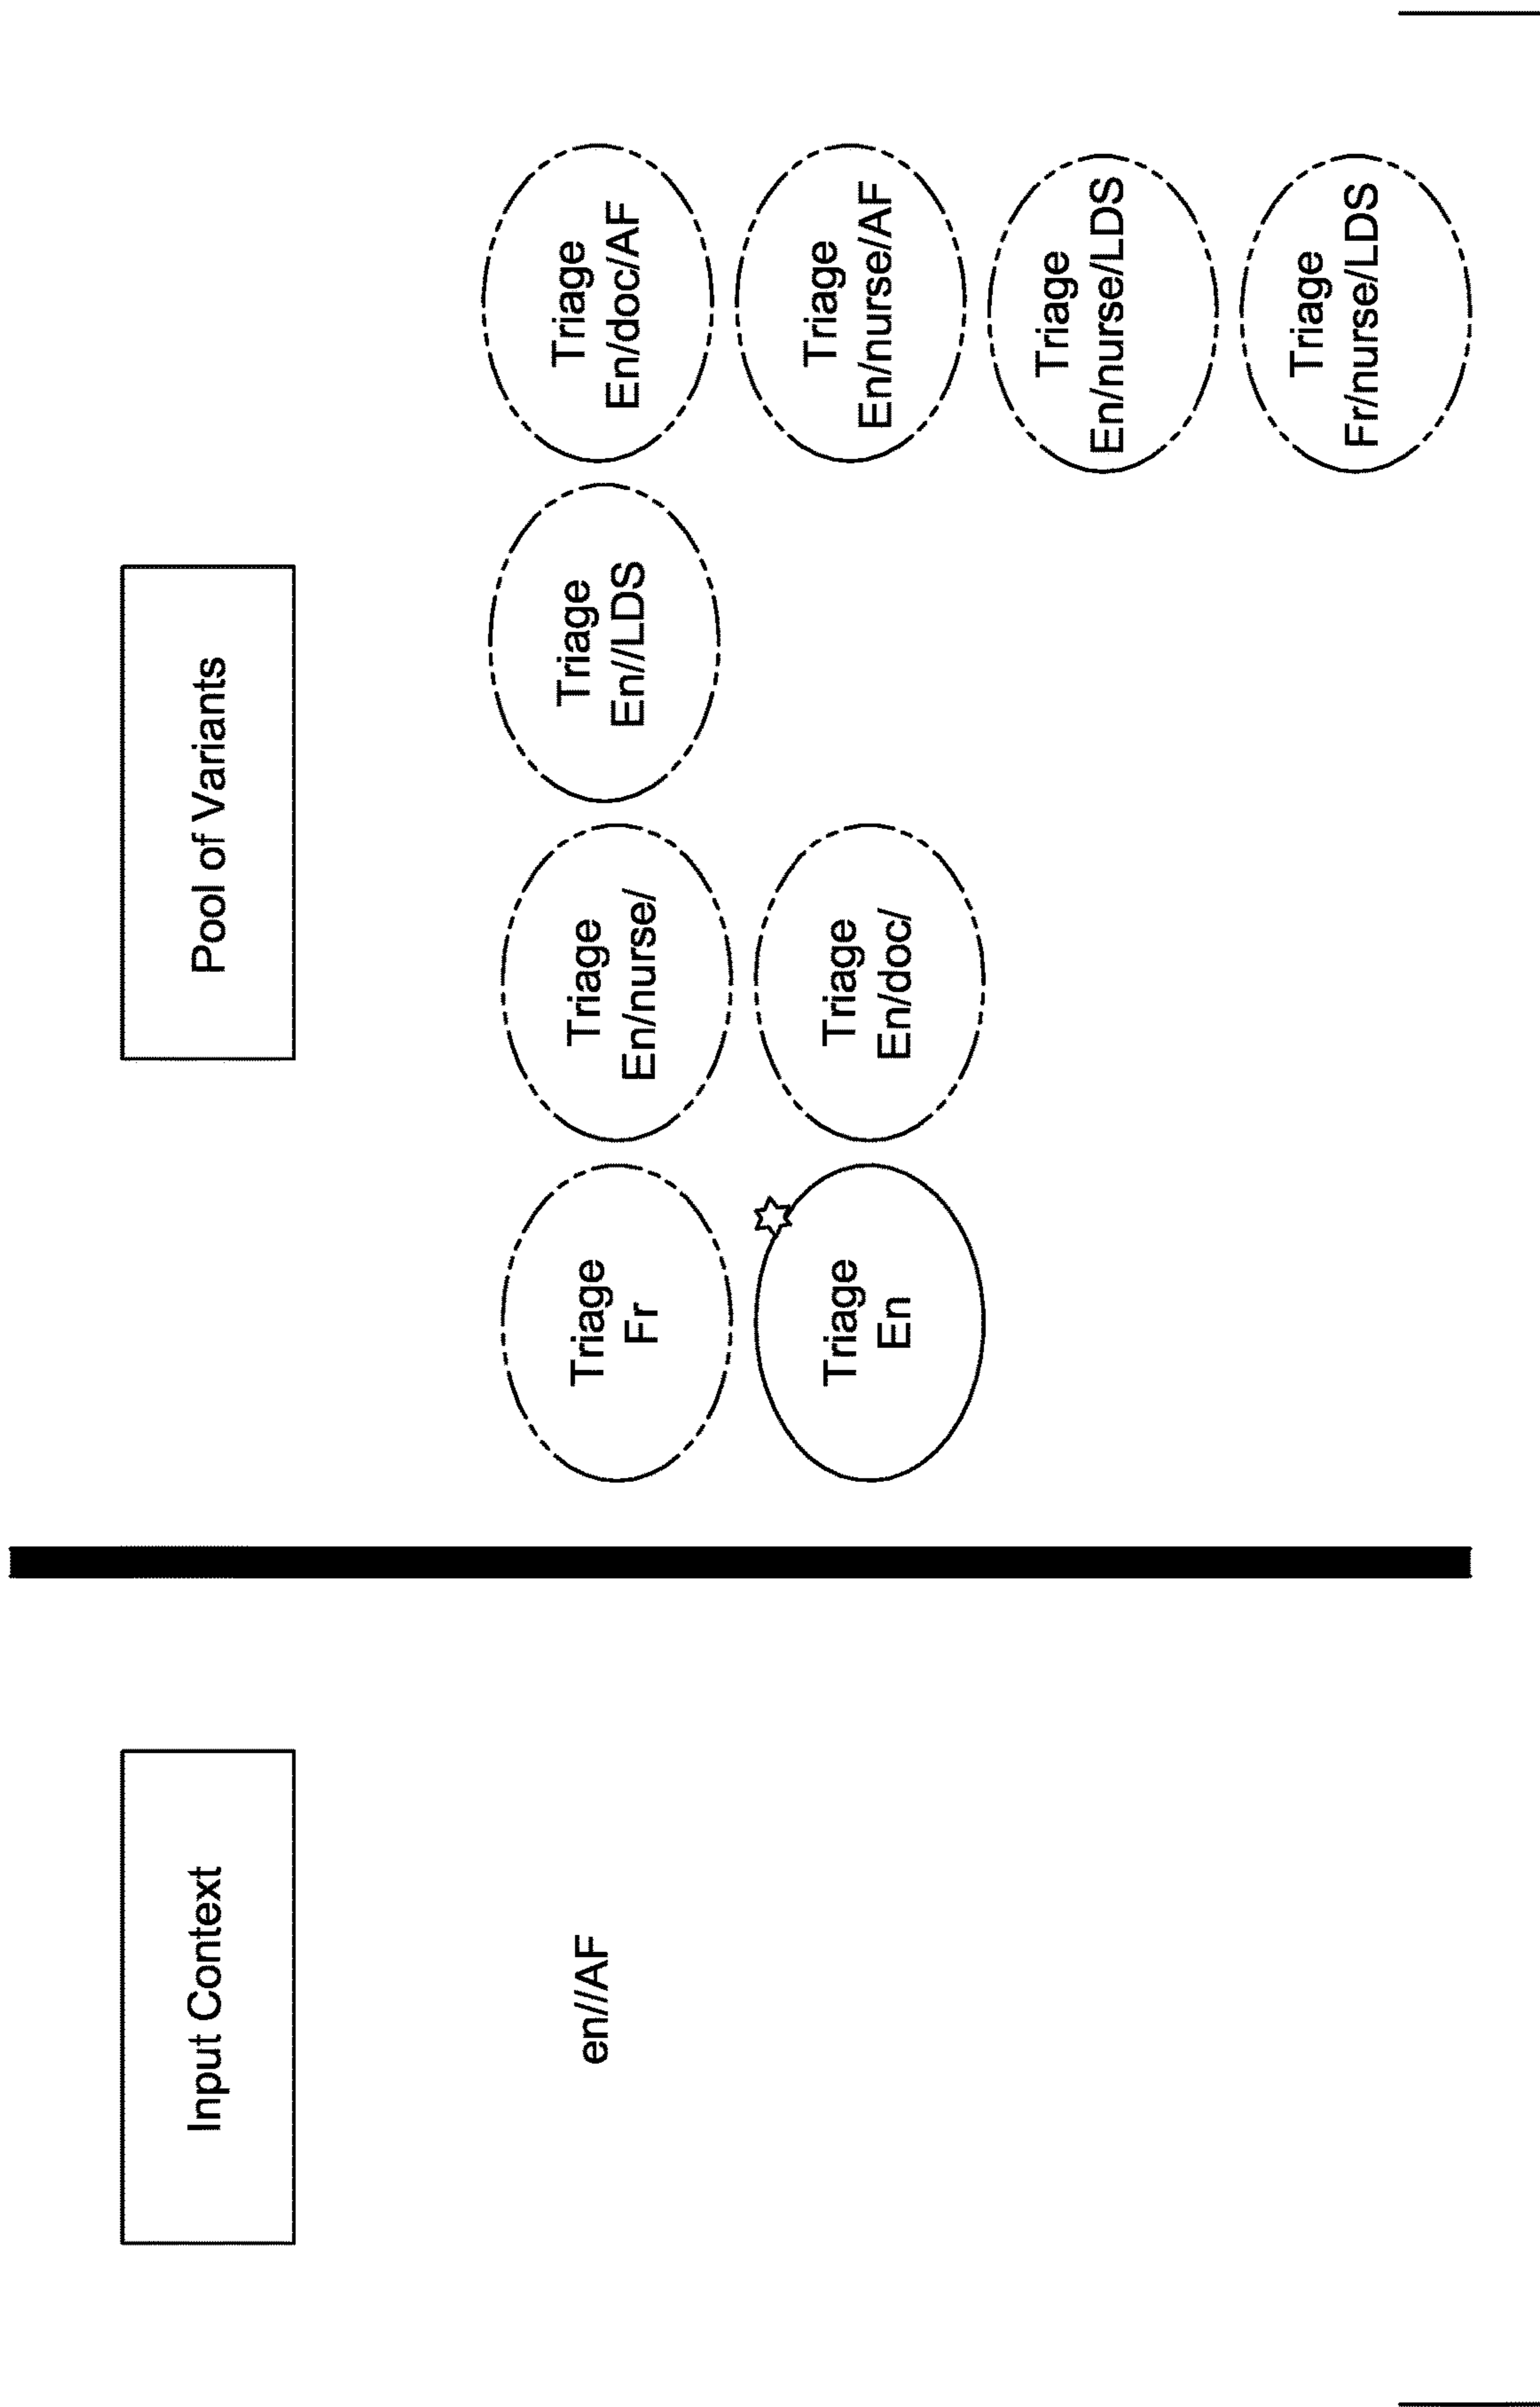 Input Context
Pool of Variants
en//AF
Triage
Fr
Triage
En
Triage
En/nurse/
Triage
En/doc/
Triage
En//LDS
Triage
En/doc/AF
Triage
En/nurse/AF
Triage
En/nurse/LDS
Triage
Fr/nurse/LDS